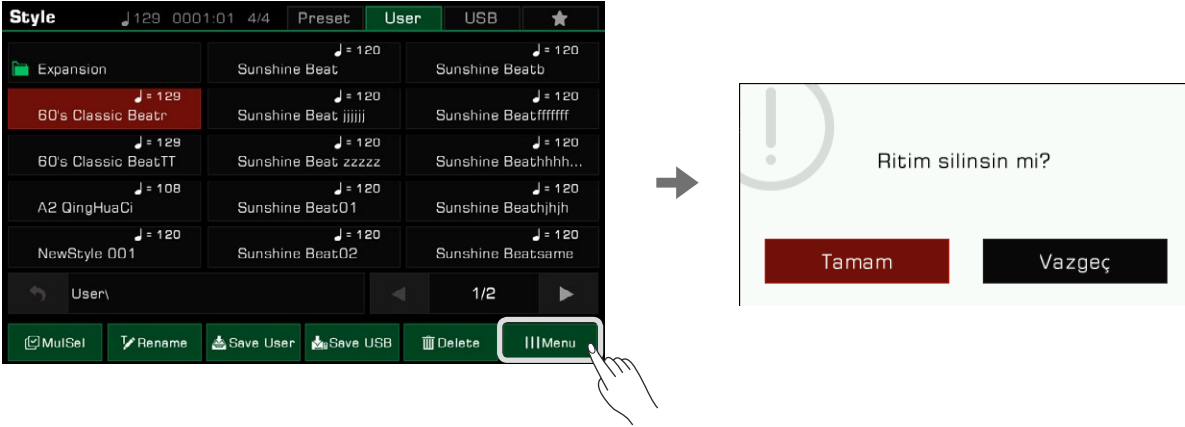 Style ♩129 0001:01 4/4 Preset User USB ★
Expansion
♩= 120
Sunshine Beat
♩= 120
Sunshine Beatb
♩= 129
60's Classic Beatr
♩= 120
Sunshine Beat jjjjjj
♩= 120
Sunshine Beatfffffff
♩= 129
60's Classic BeatTT
♩= 120
Sunshine Beat zzzzz
♩= 120
Sunshine Beathhhh...
♩= 108
A2 QingHuaCi
♩= 120
Sunshine Beat01
♩= 120
Sunshine Beathjhjh
♩= 120
NewStyle 001
♩= 120
Sunshine Beat02
♩= 120
Sunshine Beatsame
User\ 1/2
MulSel Rename Save User Save USB Delete Menu
Ritim silinsin mi?
Tamam Vazgeç